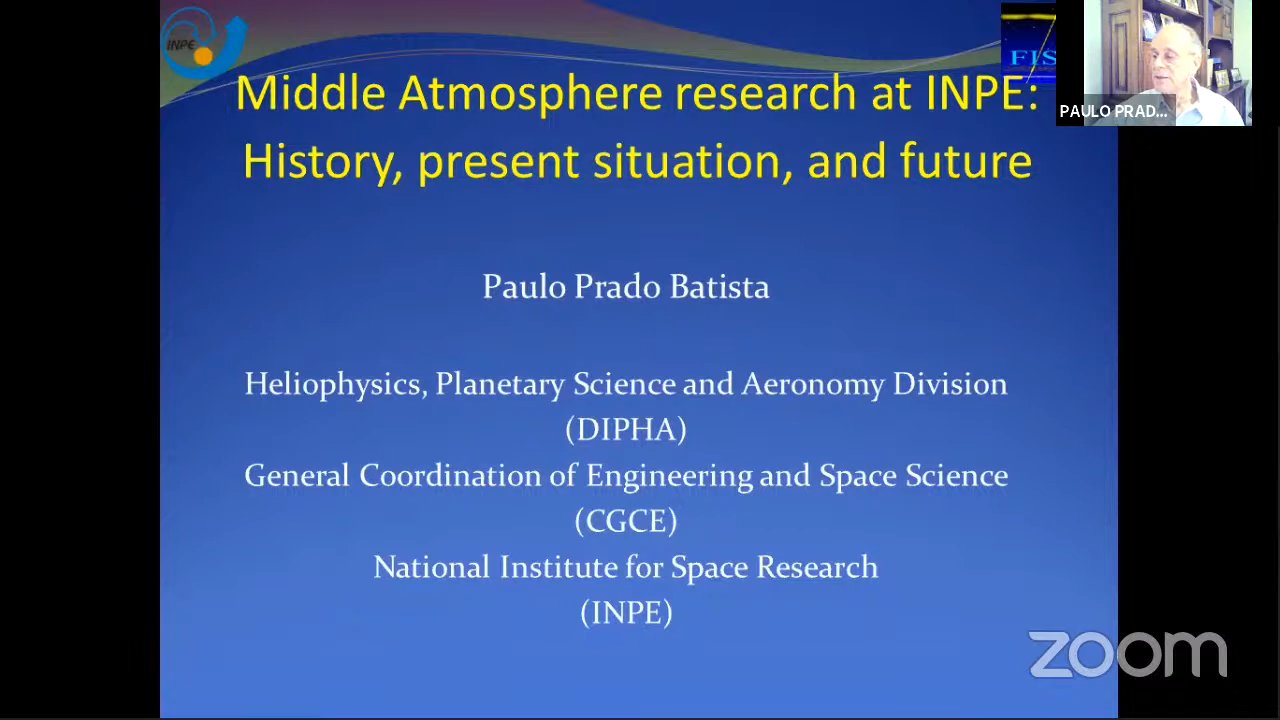 INPE
FIS
Middle Atmosphere research at INPE:
History, present situation, and future
PAULO PRAD...
Paulo Prado Batista
Heliophysics, Planetary Science and Aeronomy Division
(DIPHA)
General Coordination of Engineering and Space Science
(CGCE)
National Institute for Space Research
(INPE)
zoom